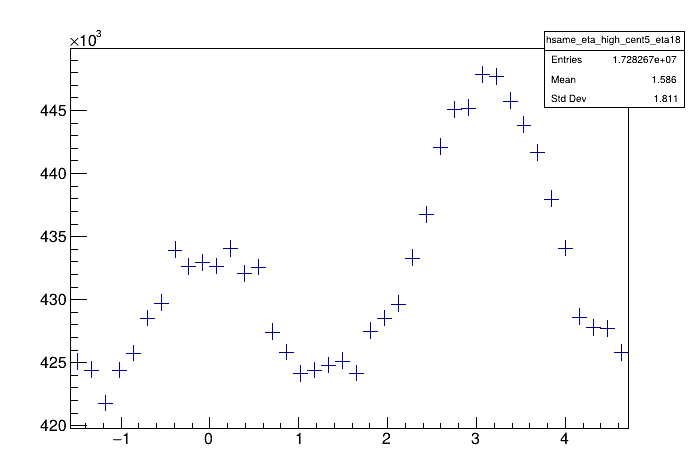 ×10³
hsame_eta_high_cent5_eta18
Entries 1.728267e+07
Mean 1.586
Std Dev 1.811
445
440
435
430
425
420
−1 0 1 2 3 4